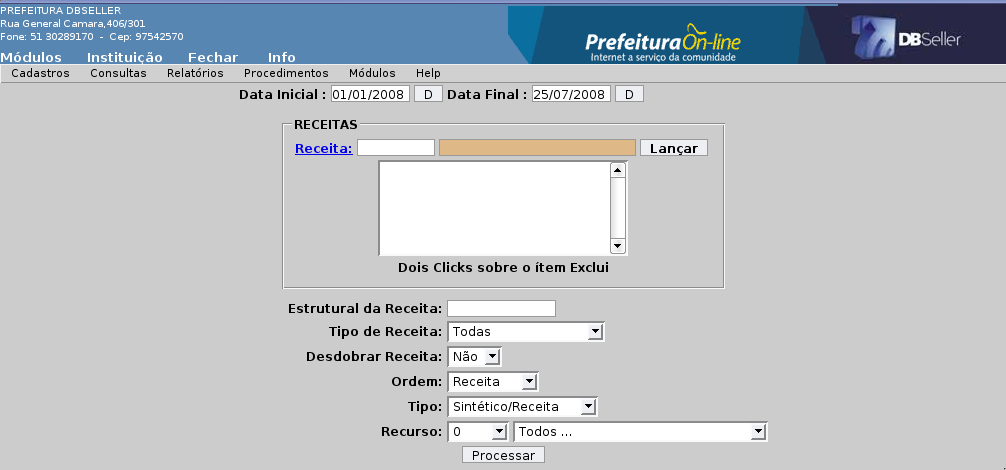 PREFEITURA DBSELLER
Rua General Camara,406/301
Fone: 51 30289170 - Cep: 97542570
PrefeituraOn-line
Internet a serviço da comunidade
DBSeller
Módulos Instituição Fechar Info
Cadastros Consultas Relatórios Procedimentos Módulos Help
Data Inicial : 01/01/2008 D Data Final : 25/07/2008 D
RECEITAS
Receita: Lançar
Dois Clicks sobre o ítem Exclui
Estrutural da Receita:
Tipo de Receita: Todas
Desdobrar Receita: Não
Ordem: Receita
Tipo: Sintético/Receita
Recurso: 0 Todos ...
Processar